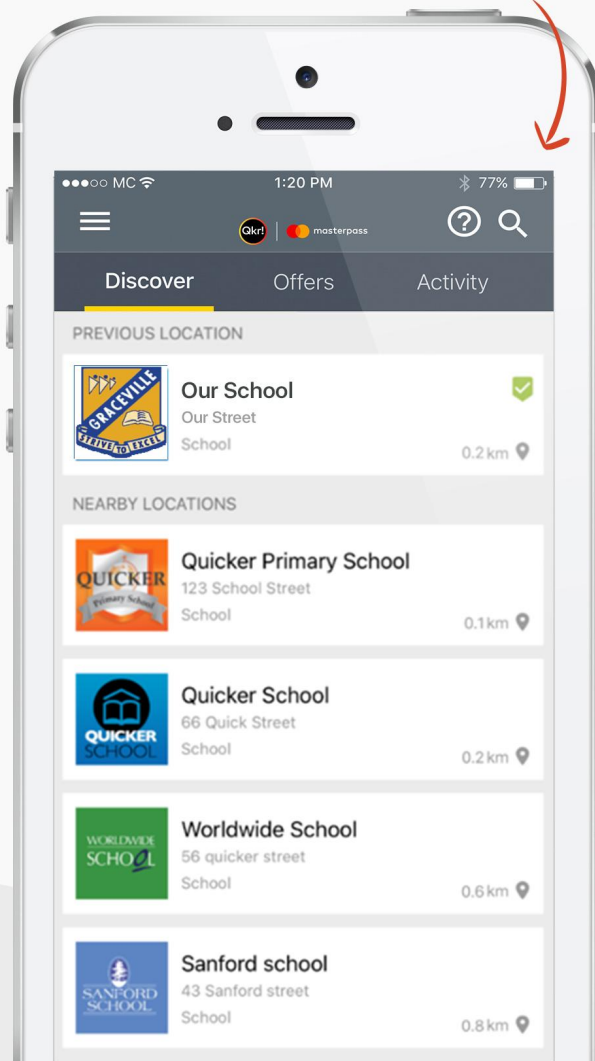 MC 1:20 PM 77%
Qkr! masterpass
Discover Offers Activity
PREVIOUS LOCATION
GRACEVILLE
STRIVE TO EXCEL
Our School
Our Street
School
0.2 km
NEARBY LOCATIONS
QUICKER
Primary School
Quicker Primary School
123 School Street
School
0.1 km
QUICKER
SCHOOL
Quicker School
66 Quick Street
School
0.2 km
WORLDWIDE
SCHOOL
Worldwide School
56 quicker street
School
0.6 km
SANFORD
SCHOOL
Sanford school
43 Sanford street
School
0.8 km